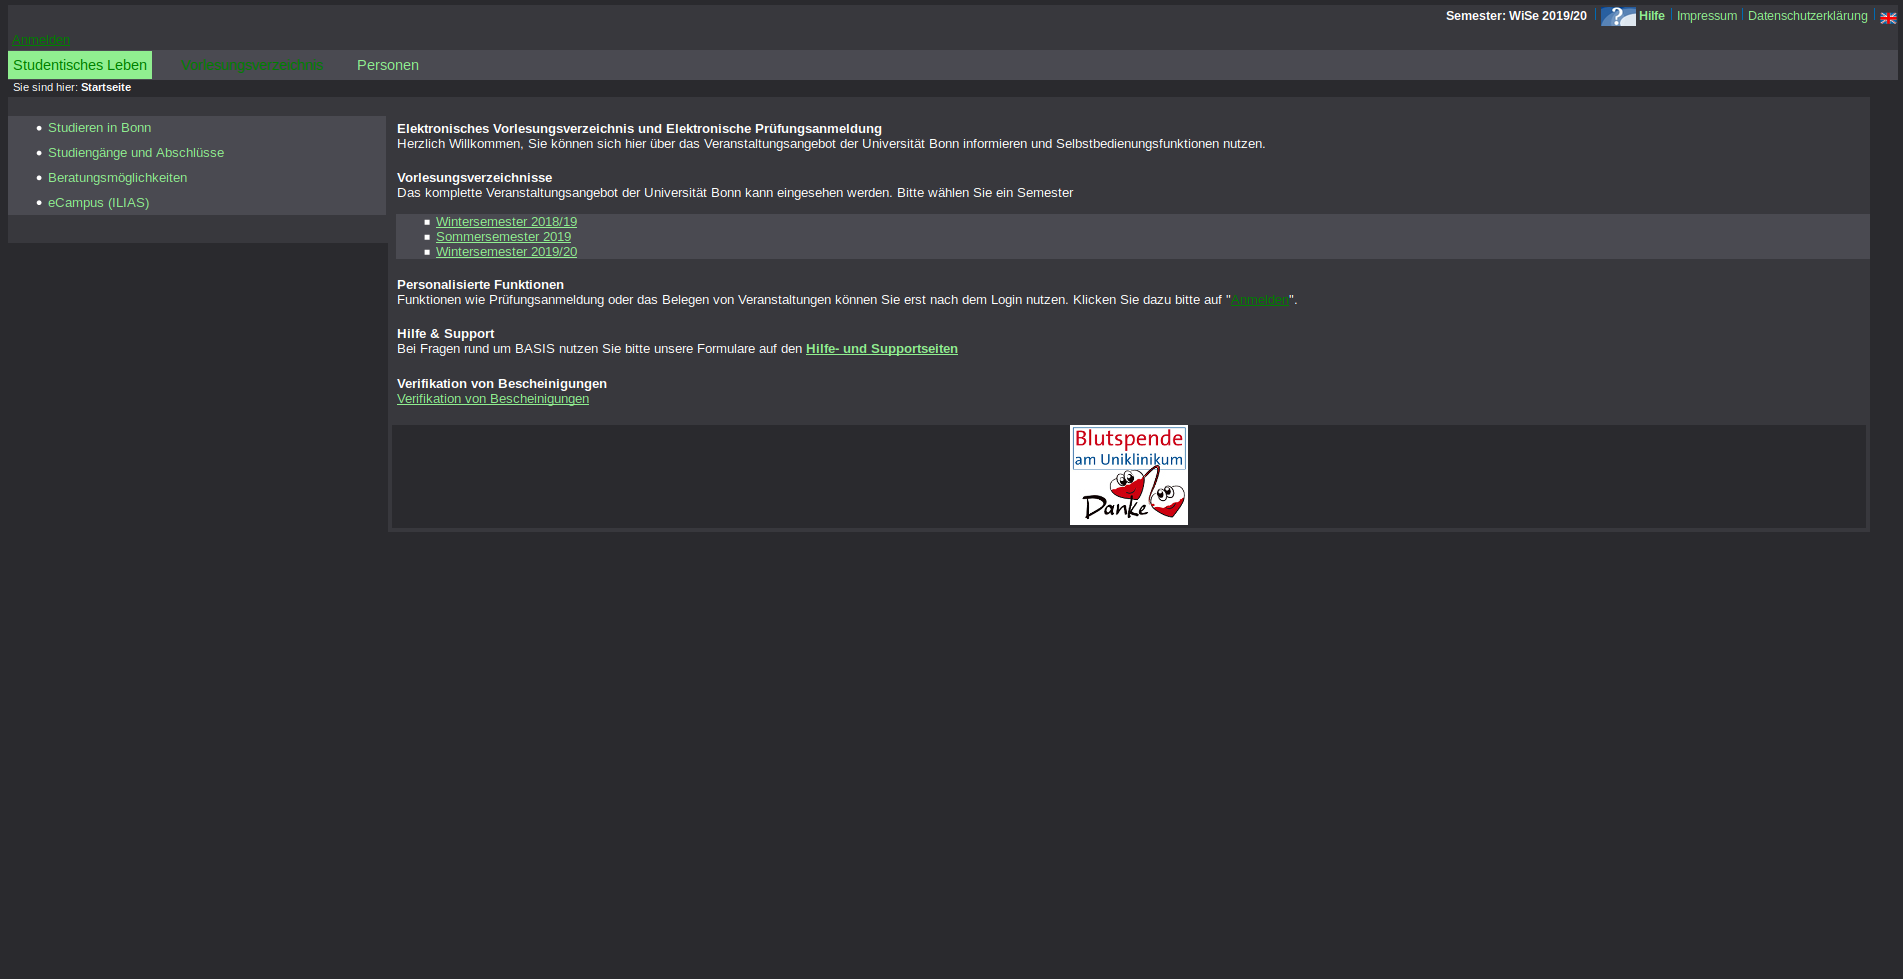 Semester: WiSe 2019/20 Hilfe Impressum Datenschutzerklärung
Anmelden
Studentisches Leben Vorlesungsverzeichnis Personen
Sie sind hier: Startseite
Studieren in Bonn
Studiengänge und Abschlüsse
Beratungsmöglichkeiten
eCampus (ILIAS)
Elektronisches Vorlesungsverzeichnis und Elektronische Prüfungsanmeldung
Herzlich Willkommen, Sie können sich hier über das Veranstaltungsangebot der Universität Bonn informieren und Selbstbedienungsfunktionen nutzen.
Vorlesungsverzeichnisse
Das komplette Veranstaltungsangebot der Universität Bonn kann eingesehen werden. Bitte wählen Sie ein Semester
Wintersemester 2018/19
Sommersemester 2019
Wintersemester 2019/20
Personalisierte Funktionen
Funktionen wie Prüfungsanmeldung oder das Belegen von Veranstaltungen können Sie erst nach dem Login nutzen. Klicken Sie dazu bitte auf "Anmelden".
Hilfe & Support
Bei Fragen rund um BASIS nutzen Sie bitte unsere Formulare auf den Hilfe- und Supportseiten
Verifikation von Bescheinigungen
Verifikation von Bescheinigungen
Blutspende
am Uniklinikum
Danke